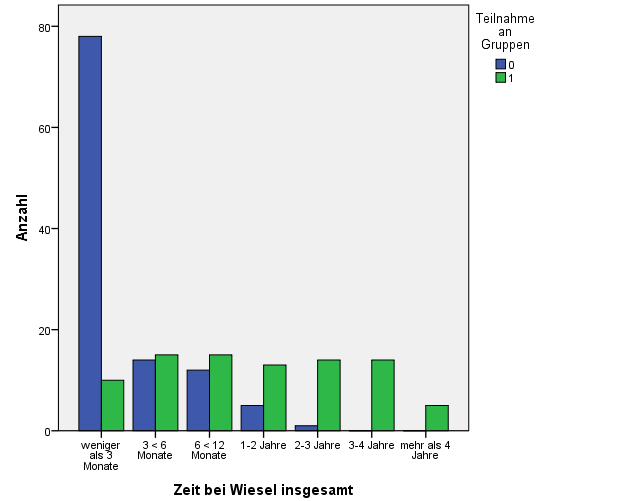 Teilnahme
an
Gruppen
0
1
80
60
40
20
0
Anzahl
weniger
als 3
Monate
3 < 6
Monate
6 < 12
Monate
1-2 Jahre
2-3 Jahre
3-4 Jahre
mehr als 4
Jahre
Zeit bei Wiesel insgesamt